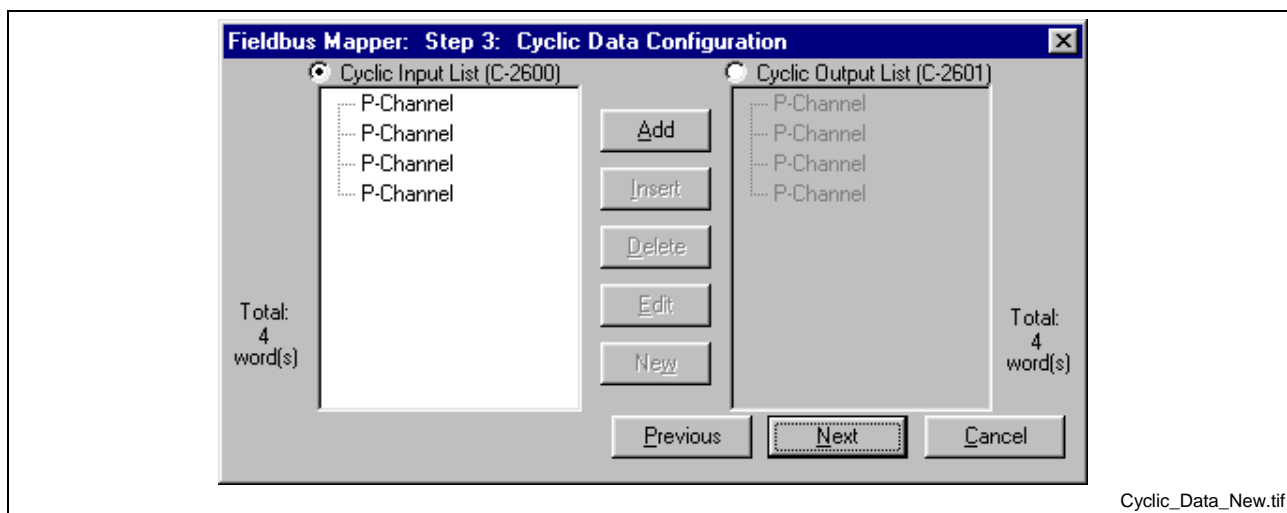 Fieldbus Mapper: Step 3: Cyclic Data Configuration
Cyclic Input List (C-2600)
P-Channel
P-Channel
P-Channel
P-Channel
Total:
4
word(s)
Add
Insert
Delete
Edit
New
Cyclic Output List (C-2601)
P-Channel
P-Channel
P-Channel
P-Channel
Total:
4
word(s)
Previous
Next
Cancel
Cyclic_Data_New.tif